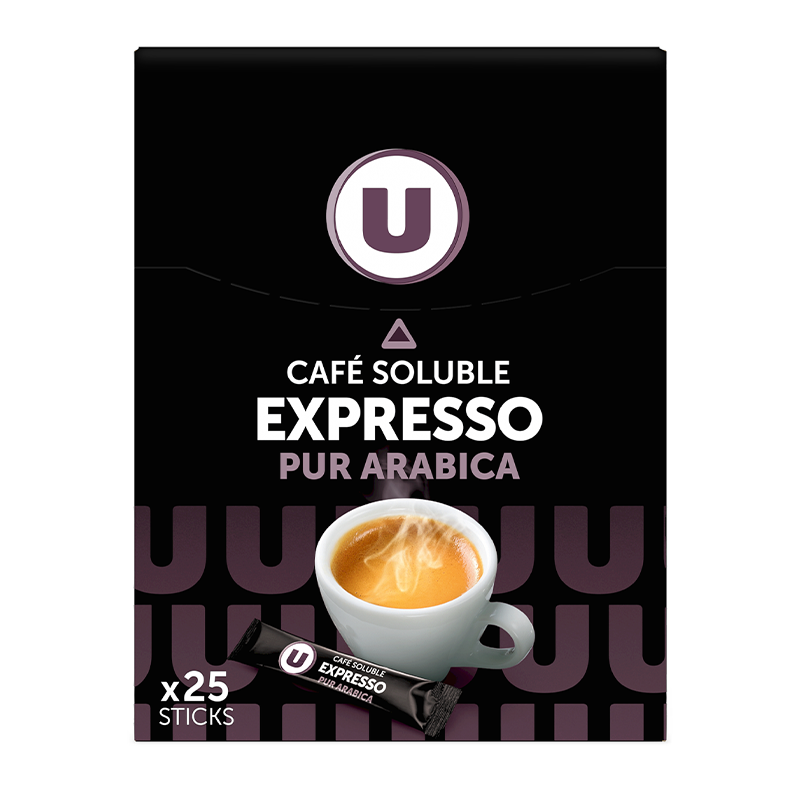 U
CAFÉ SOLUBLE
EXPRESSO
PUR ARABICA
U
CAFÉ SOLUBLE
EXPRESSO
PUR ARABICA
x25
STICKS